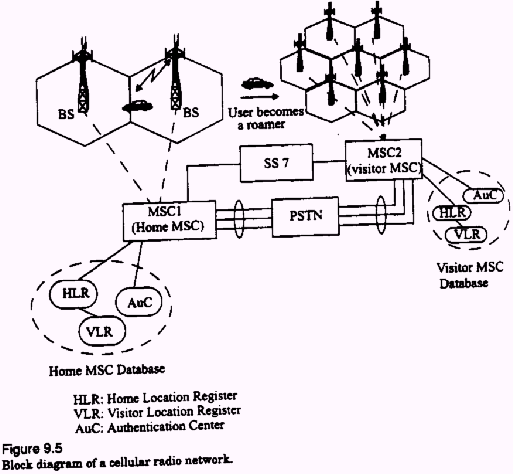 BS
BS
User becomes
a roamer
SS 7
MSC2
(visitor MSC)
MSC1
(Home MSC)
PSTN
AuC
HLR
VLR
Visitor MSC
Database
HLR
AuC
VLR
Home MSC Database
HLR: Home Location Register
VLR: Visitor Location Register
AuC: Authentication Center
Figure 9.5
Block diagram of a cellular radio network.